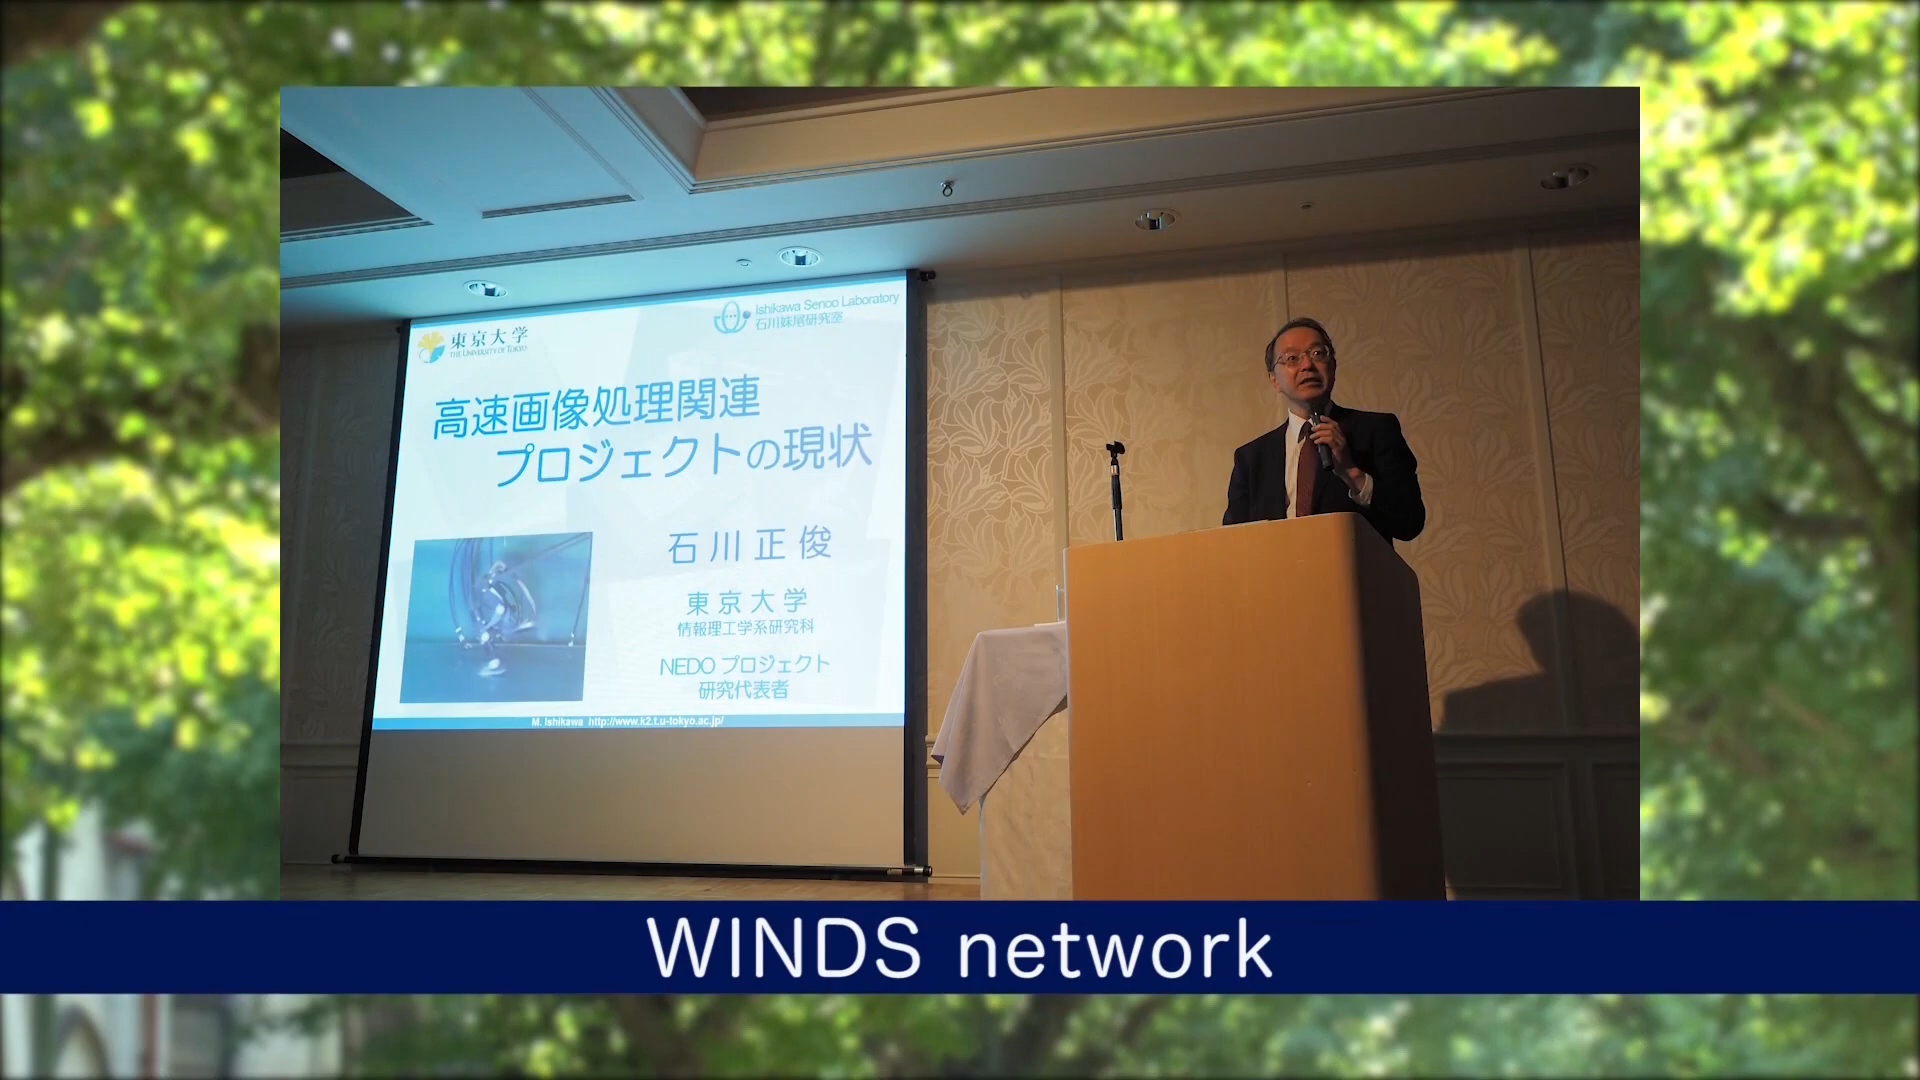 東京大学
THE UNIVERSITY OF TOKYO
Ishikawa Senoo Laboratory
石川妹尾研究室
高速画像処理関連
プロジェクトの現状
石川正俊
東京大学
情報理工学系研究科
NEDO プロジェクト
研究代表者
M. Ishikawa http://www.k2.t.u-tokyo.ac.jp/
WINDS network